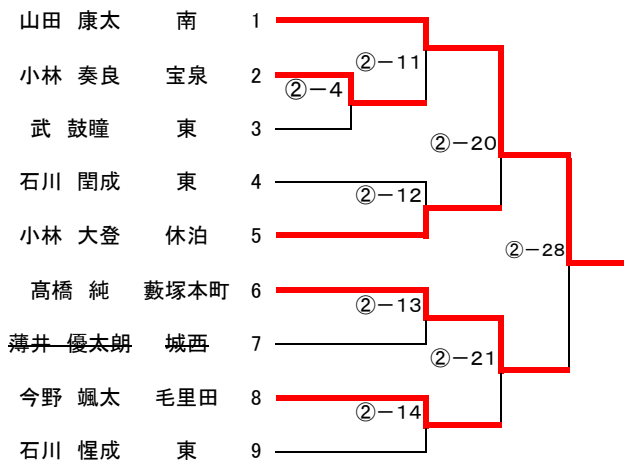 山田 康太 南 1
②-11
小林 奏良 宝泉 2
②-4
武 鼓瞳 東 3
②-20
石川 閏成 東 4
②-12
小林 大登 休泊 5
②-28
髙橋 純 藪塚本町 6
②-13
薄井 優太朗 城西 7
②-21
今野 颯太 毛里田 8
②-14
石川 惺成 東 9